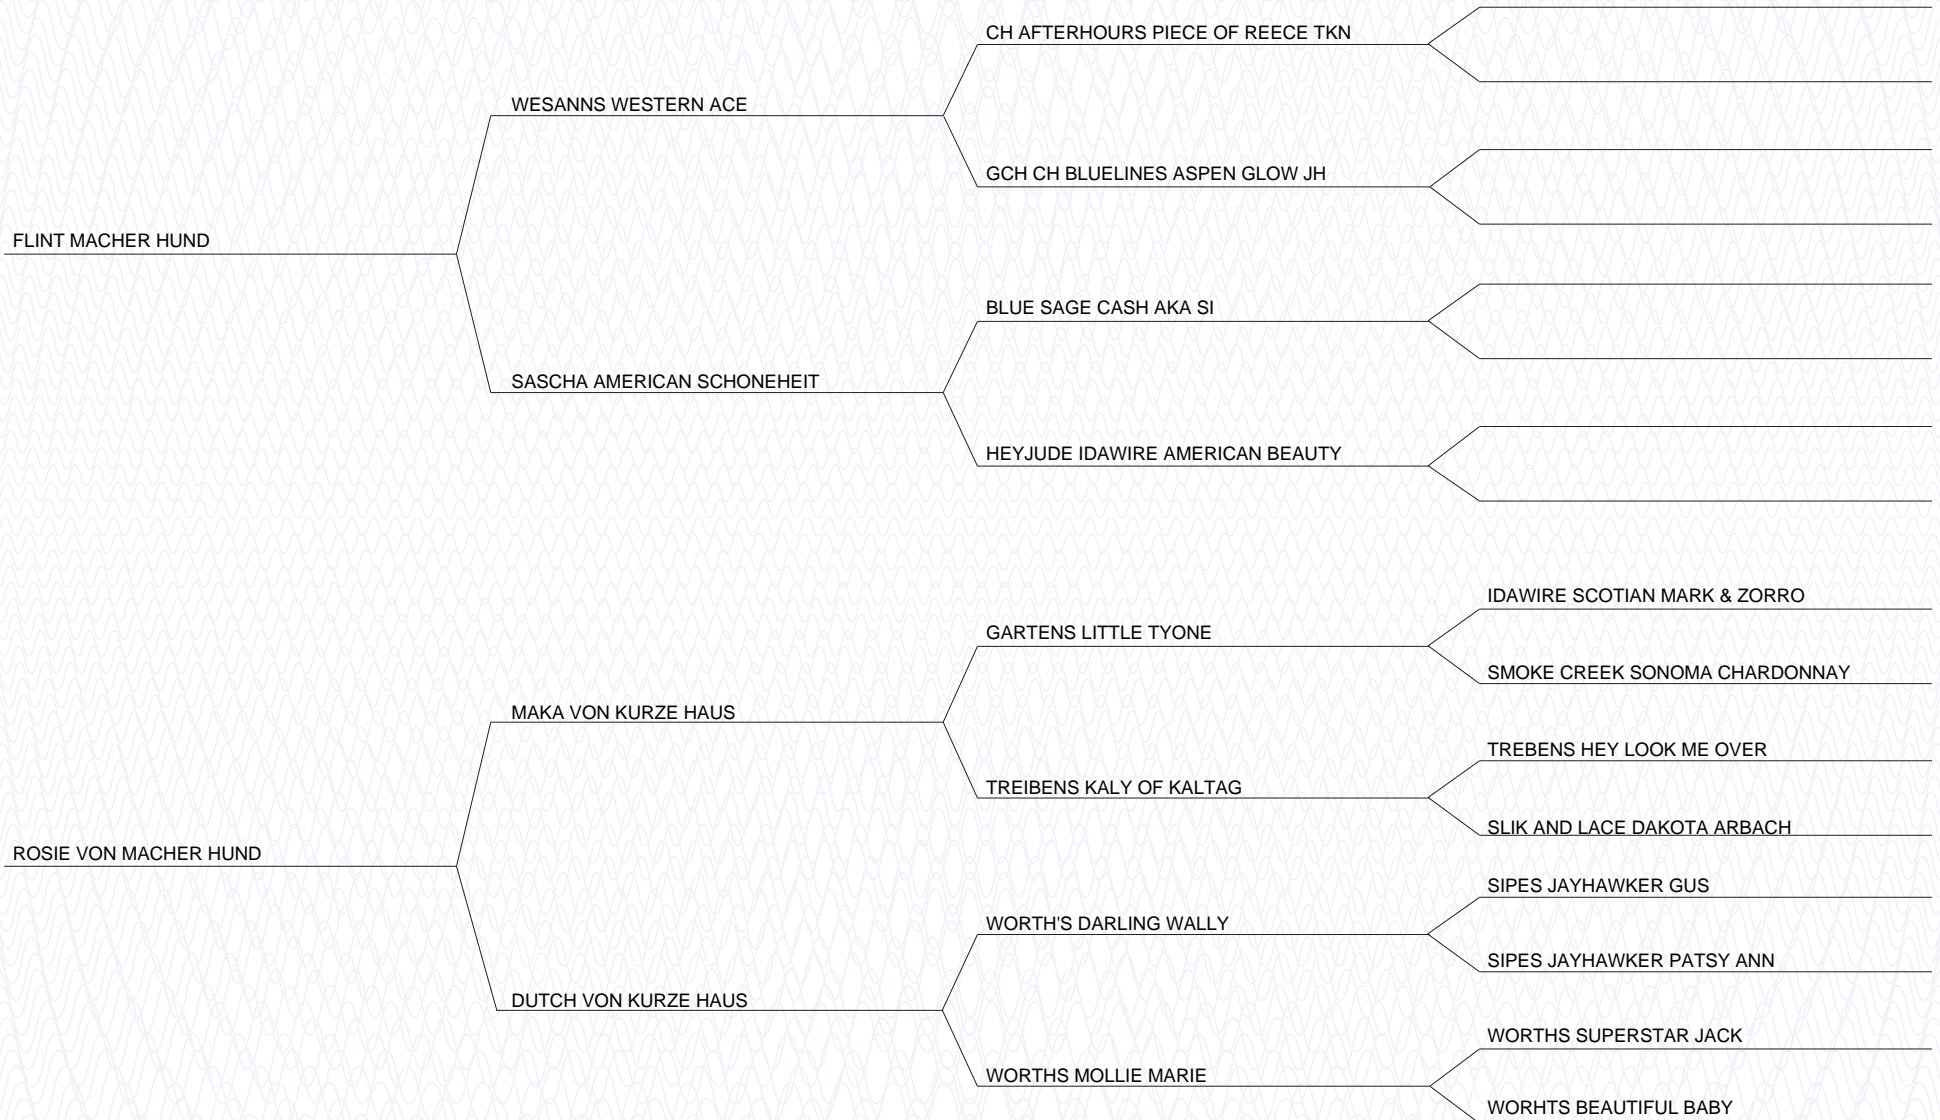 CH AFTERHOURS PIECE OF REECE TKN
WESANNS WESTERN ACE
GCH CH BLUELINES ASPEN GLOW JH
FLINT MACHER HUND
BLUE SAGE CASH AKA SI
SASCHA AMERICAN SCHONEHEIT
HEYJUDE IDAWIRE AMERICAN BEAUTY
IDAWIRE SCOTIAN MARK & ZORRO
GARTENS LITTLE TYONE
SMOKE CREEK SONOMA CHARDONNAY
MAKA VON KURZE HAUS
TREBENS HEY LOOK ME OVER
TREIBENS KALY OF KALTAG
SLIK AND LACE DAKOTA ARBACH
ROSIE VON MACHER HUND
SIPES JAYHAWKER GUS
WORTH'S DARLING WALLY
SIPES JAYHAWKER PATSY ANN
DUTCH VON KURZE HAUS
WORTHS SUPERSTAR JACK
WORTHS MOLLIE MARIE
WORHTS BEAUTIFUL BABY